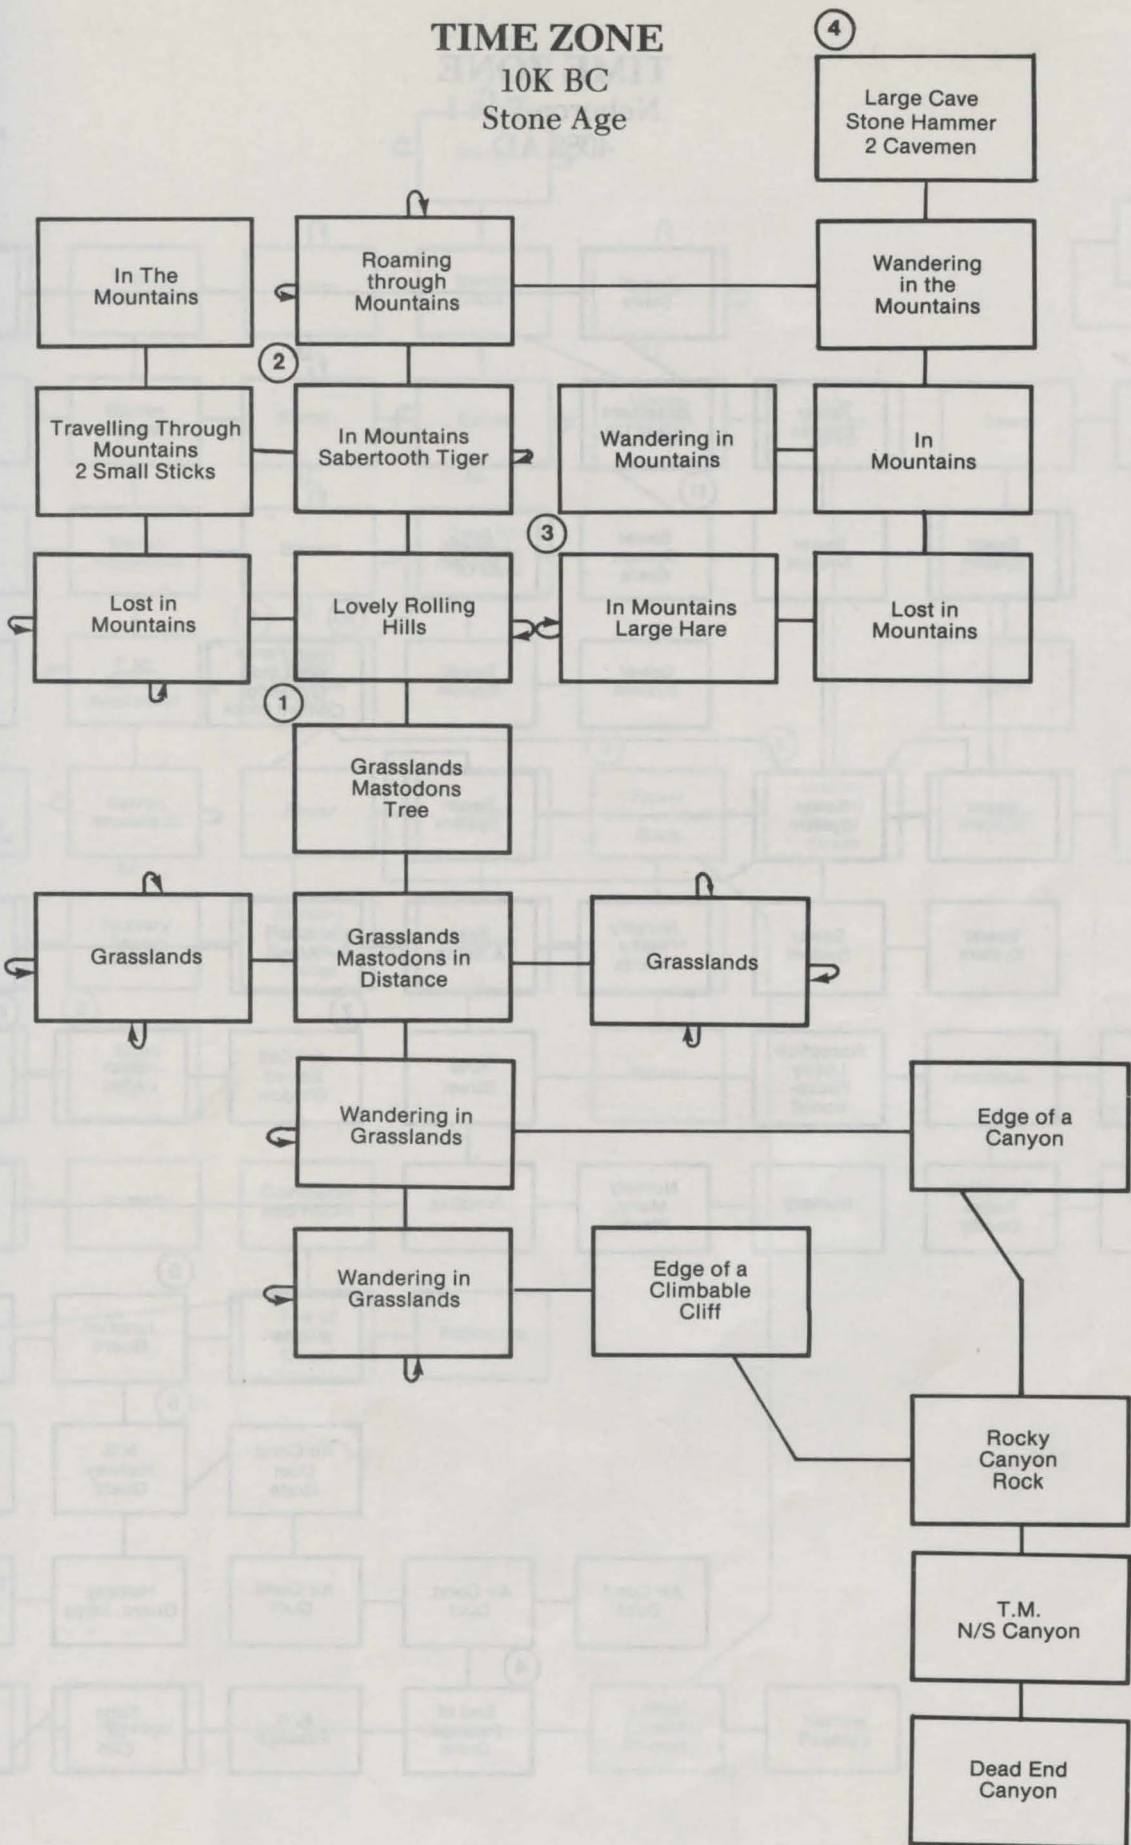 TIME ZONE
10K BC
Stone Age
4
Large Cave
Stone Hammer
2 Cavemen
In The
Mountains
Roaming
through
Mountains
Wandering
in the
Mountains
2
Travelling Through
Mountains
2 Small Sticks
In Mountains
Sabertooth Tiger
Wandering in
Mountains
In
Mountains
3
Lost in
Mountains
Lovely Rolling
Hills
In Mountains
Large Hare
Lost in
Mountains
1
Grasslands
Mastodons
Tree
Grasslands
Grasslands
Mastodons in
Distance
Grasslands
Wandering in
Grasslands
Edge of a
Canyon
Wandering in
Grasslands
Edge of a
Climbable
Cliff
Rocky
Canyon
Rock
T.M.
N/S Canyon
Dead End
Canyon